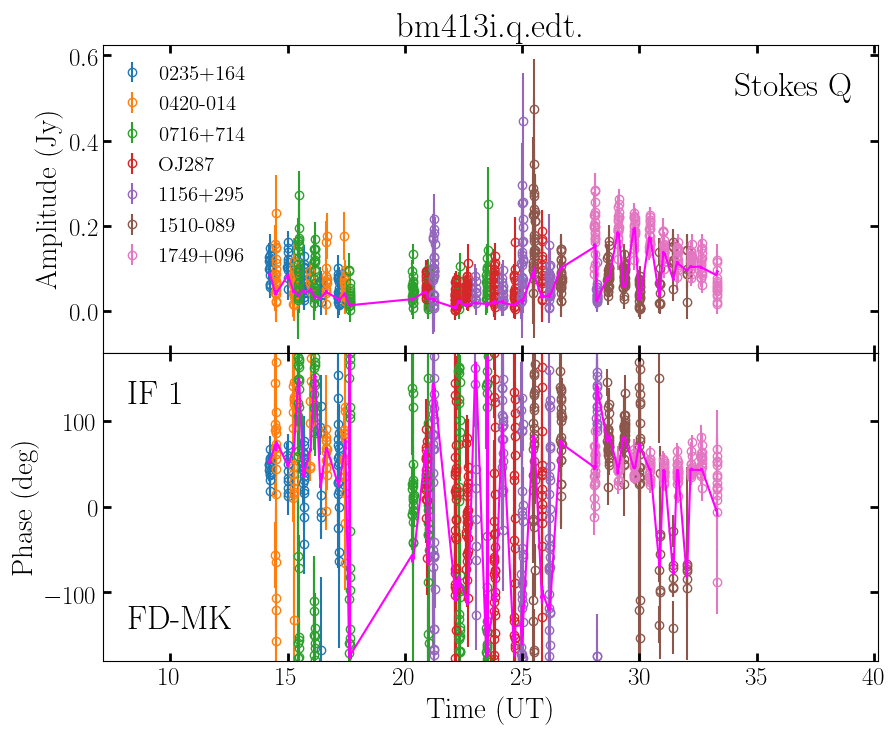 bm413i.q.edt.
Amplitude (Jy)
0.6
0.4
0.2
0.0
0235+164
0420-014
0716+714
OJ287
1156+295
1510-089
1749+096
Stokes Q
Phase (deg)
100
0
−100
IF 1
FD-MK
10 15 20 25 30 35 40
Time (UT)